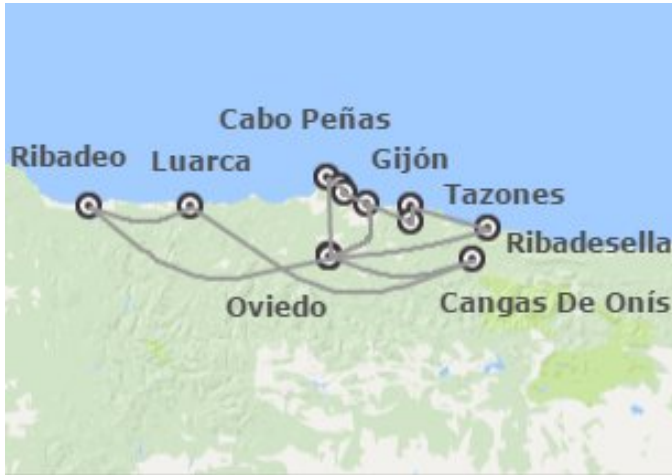 Cabo Peñas
Ribadeo
Luarca
Gijón
Tazones
Ribadesella
Oviedo
Cangas De Onís